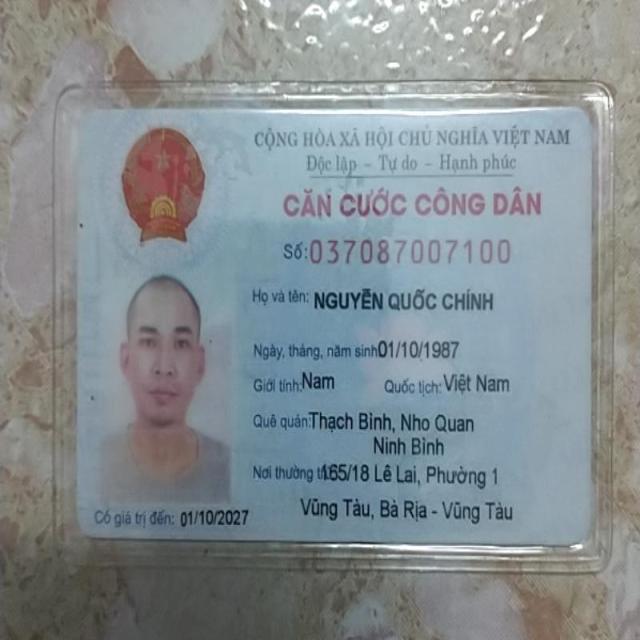 CỘNG HÒA XÃ HỘI CHỦ NGHĨA VIỆT NAM
Độc lập - Tự do - Hạnh phúc
CĂN CƯỚC CÔNG DÂN
Số: 037087007100
Họ và tên: NGUYỄN QUỐC CHÍNH
Ngày, tháng, năm sinh 01/10/1987
Giới tính: Nam Quốc tịch: Việt Nam
Quê quán: Thạch Bình, Nho Quan
Ninh Bình
Nơi thường 165/18 Lê Lai, Phường 1
Vũng Tàu, Bà Rịa - Vũng Tàu
Có giá trị đến: 01/10/2027